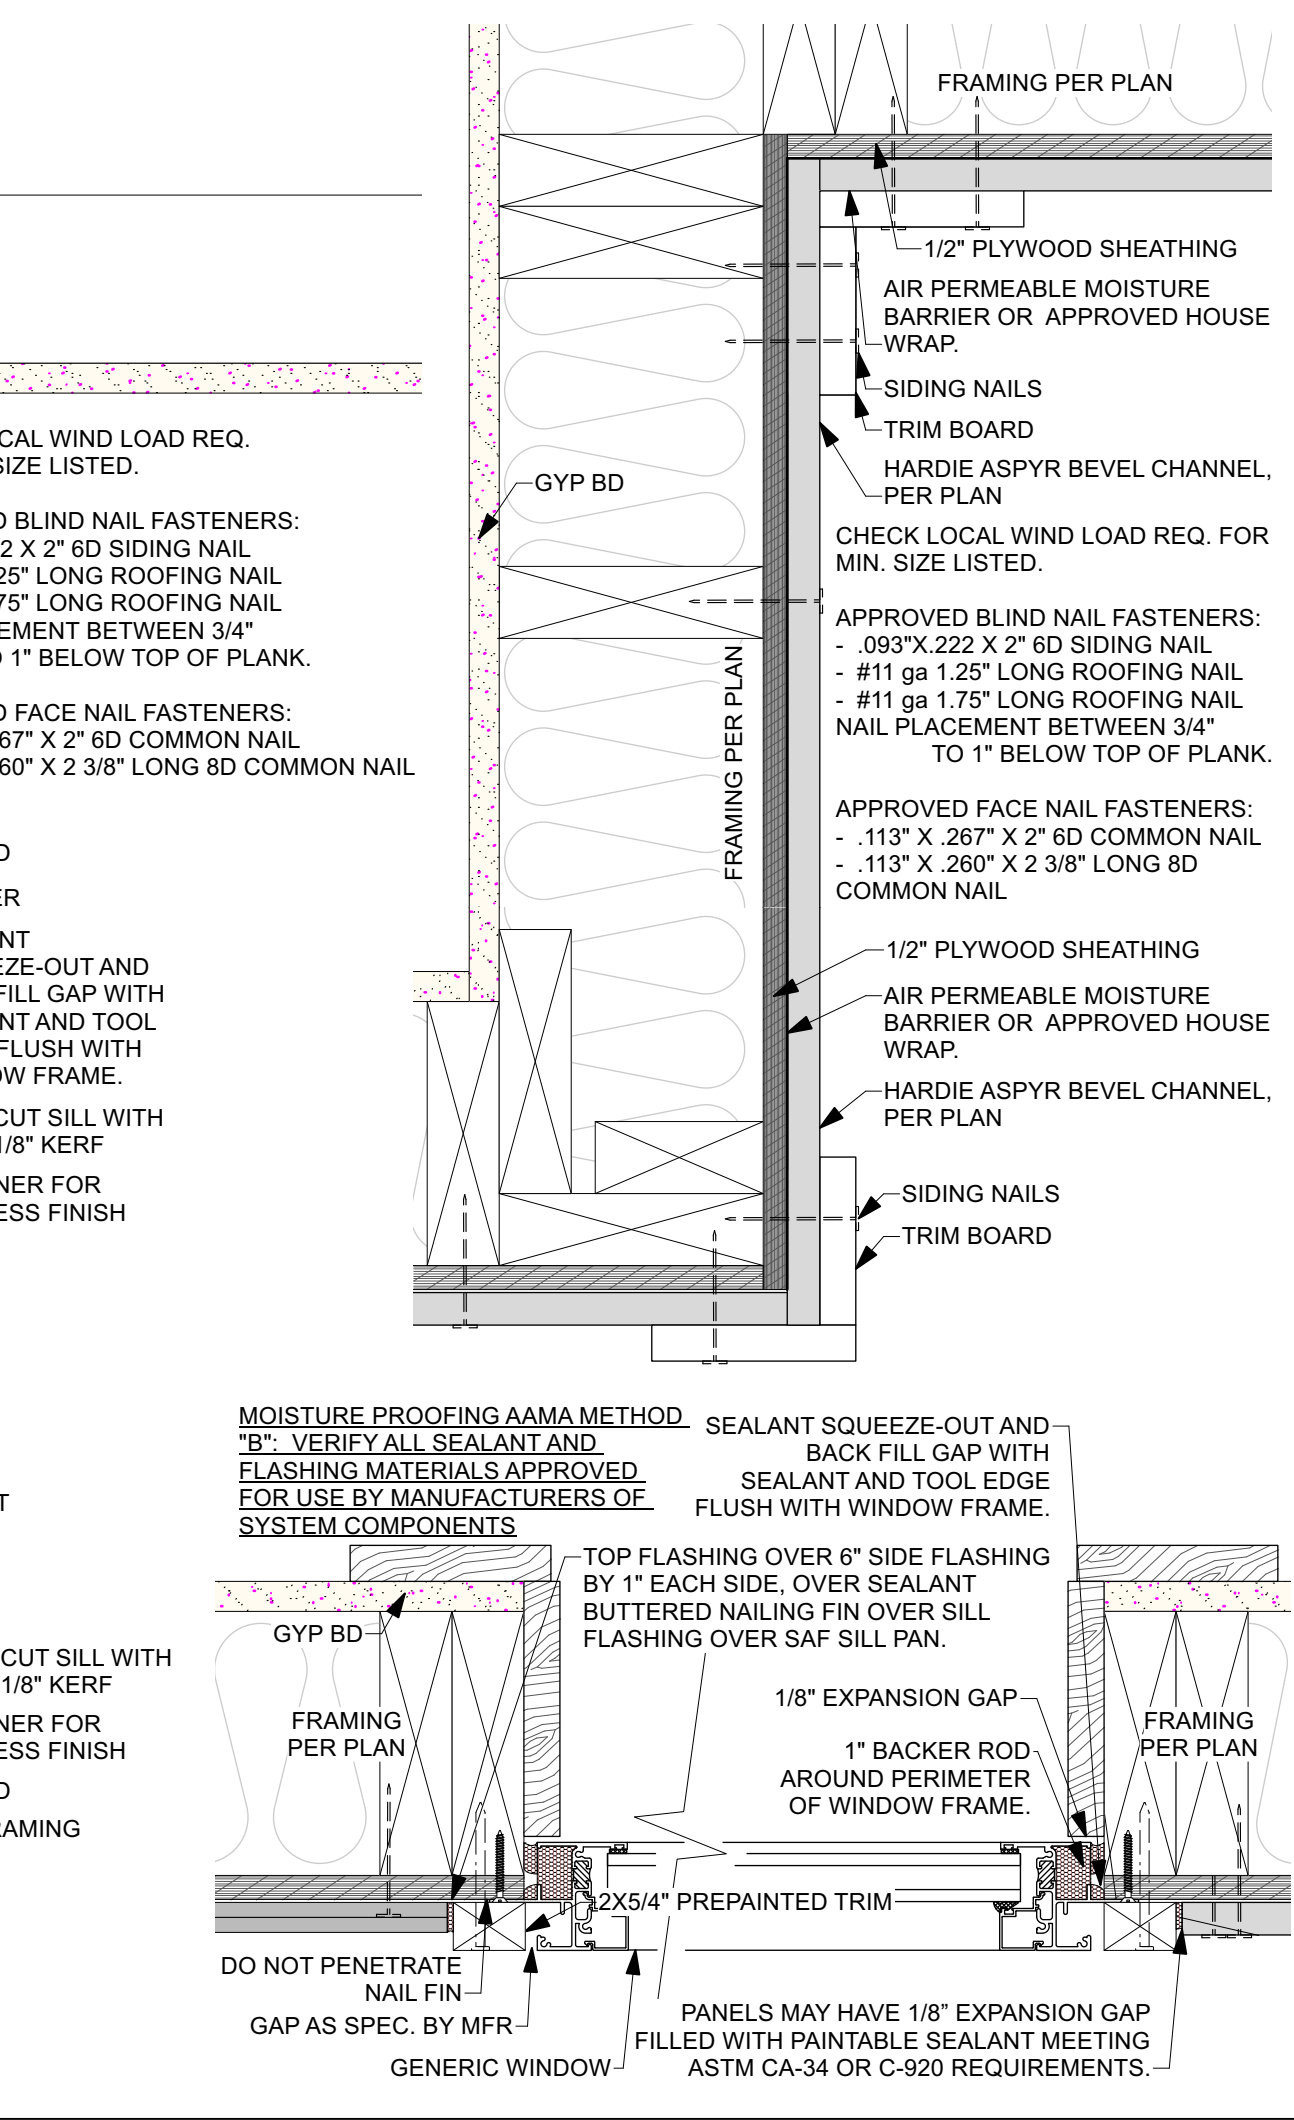 FRAMING PER PLAN
1/2" PLYWOOD SHEATHING
AIR PERMEABLE MOISTURE
BARRIER OR APPROVED HOUSE
WRAP.
SIDING NAILS
TRIM BOARD
HARDIE ASPYR BEVEL CHANNEL,
PER PLAN
GYP BD
CHECK LOCAL WIND LOAD REQ. FOR
MIN. SIZE LISTED.
APPROVED BLIND NAIL FASTENERS:
- .093"X.222 X 2" 6D SIDING NAIL
- #11 ga 1.25" LONG ROOFING NAIL
- #11 ga 1.75" LONG ROOFING NAIL
NAIL PLACEMENT BETWEEN 3/4"
TO 1" BELOW TOP OF PLANK.
APPROVED FACE NAIL FASTENERS:
- .113" X .267" X 2" 6D COMMON NAIL
- .113" X .260" X 2 3/8" LONG 8D
COMMON NAIL
FRAMING PER PLAN
1/2" PLYWOOD SHEATHING
AIR PERMEABLE MOISTURE
BARRIER OR APPROVED HOUSE
WRAP.
HARDIE ASPYR BEVEL CHANNEL,
PER PLAN
SIDING NAILS
TRIM BOARD
CAL WIND LOAD REQ.
SIZE LISTED.
D BLIND NAIL FASTENERS:
2 X 2" 6D SIDING NAIL
25" LONG ROOFING NAIL
75" LONG ROOFING NAIL
CEMENT BETWEEN 3/4"
O 1" BELOW TOP OF PLANK.
D FACE NAIL FASTENERS:
67" X 2" 6D COMMON NAIL
60" X 2 3/8" LONG 8D COMMON NAIL
D
ER
NT
EZE-OUT AND
FILL GAP WITH
NT AND TOOL
FLUSH WITH
OW FRAME.
CUT SILL WITH
1/8" KERF
NER FOR
ESS FINISH
T
CUT SILL WITH
1/8" KERF
NER FOR
ESS FINISH
D
RAMING
MOISTURE PROOFING AAMA METHOD
"B": VERIFY ALL SEALANT AND
FLASHING MATERIALS APPROVED
FOR USE BY MANUFACTURERS OF
SYSTEM COMPONENTS
SEALANT SQUEEZE-OUT AND
BACK FILL GAP WITH
SEALANT AND TOOL EDGE
FLUSH WITH WINDOW FRAME.
TOP FLASHING OVER 6" SIDE FLASHING
BY 1" EACH SIDE, OVER SEALANT
BUTTERED NAILING FIN OVER SILL
FLASHING OVER SAF SILL PAN.
GYP BD
FRAMING
PER PLAN
1/8" EXPANSION GAP
1" BACKER ROD
AROUND PERIMETER
OF WINDOW FRAME.
FRAMING
PER PLAN
2X5/4" PREPAINTED TRIM
DO NOT PENETRATE
NAIL FIN
GAP AS SPEC. BY MFR
GENERIC WINDOW
PANELS MAY HAVE 1/8” EXPANSION GAP
FILLED WITH PAINTABLE SEALANT MEETING
ASTM CA-34 OR C-920 REQUIREMENTS.